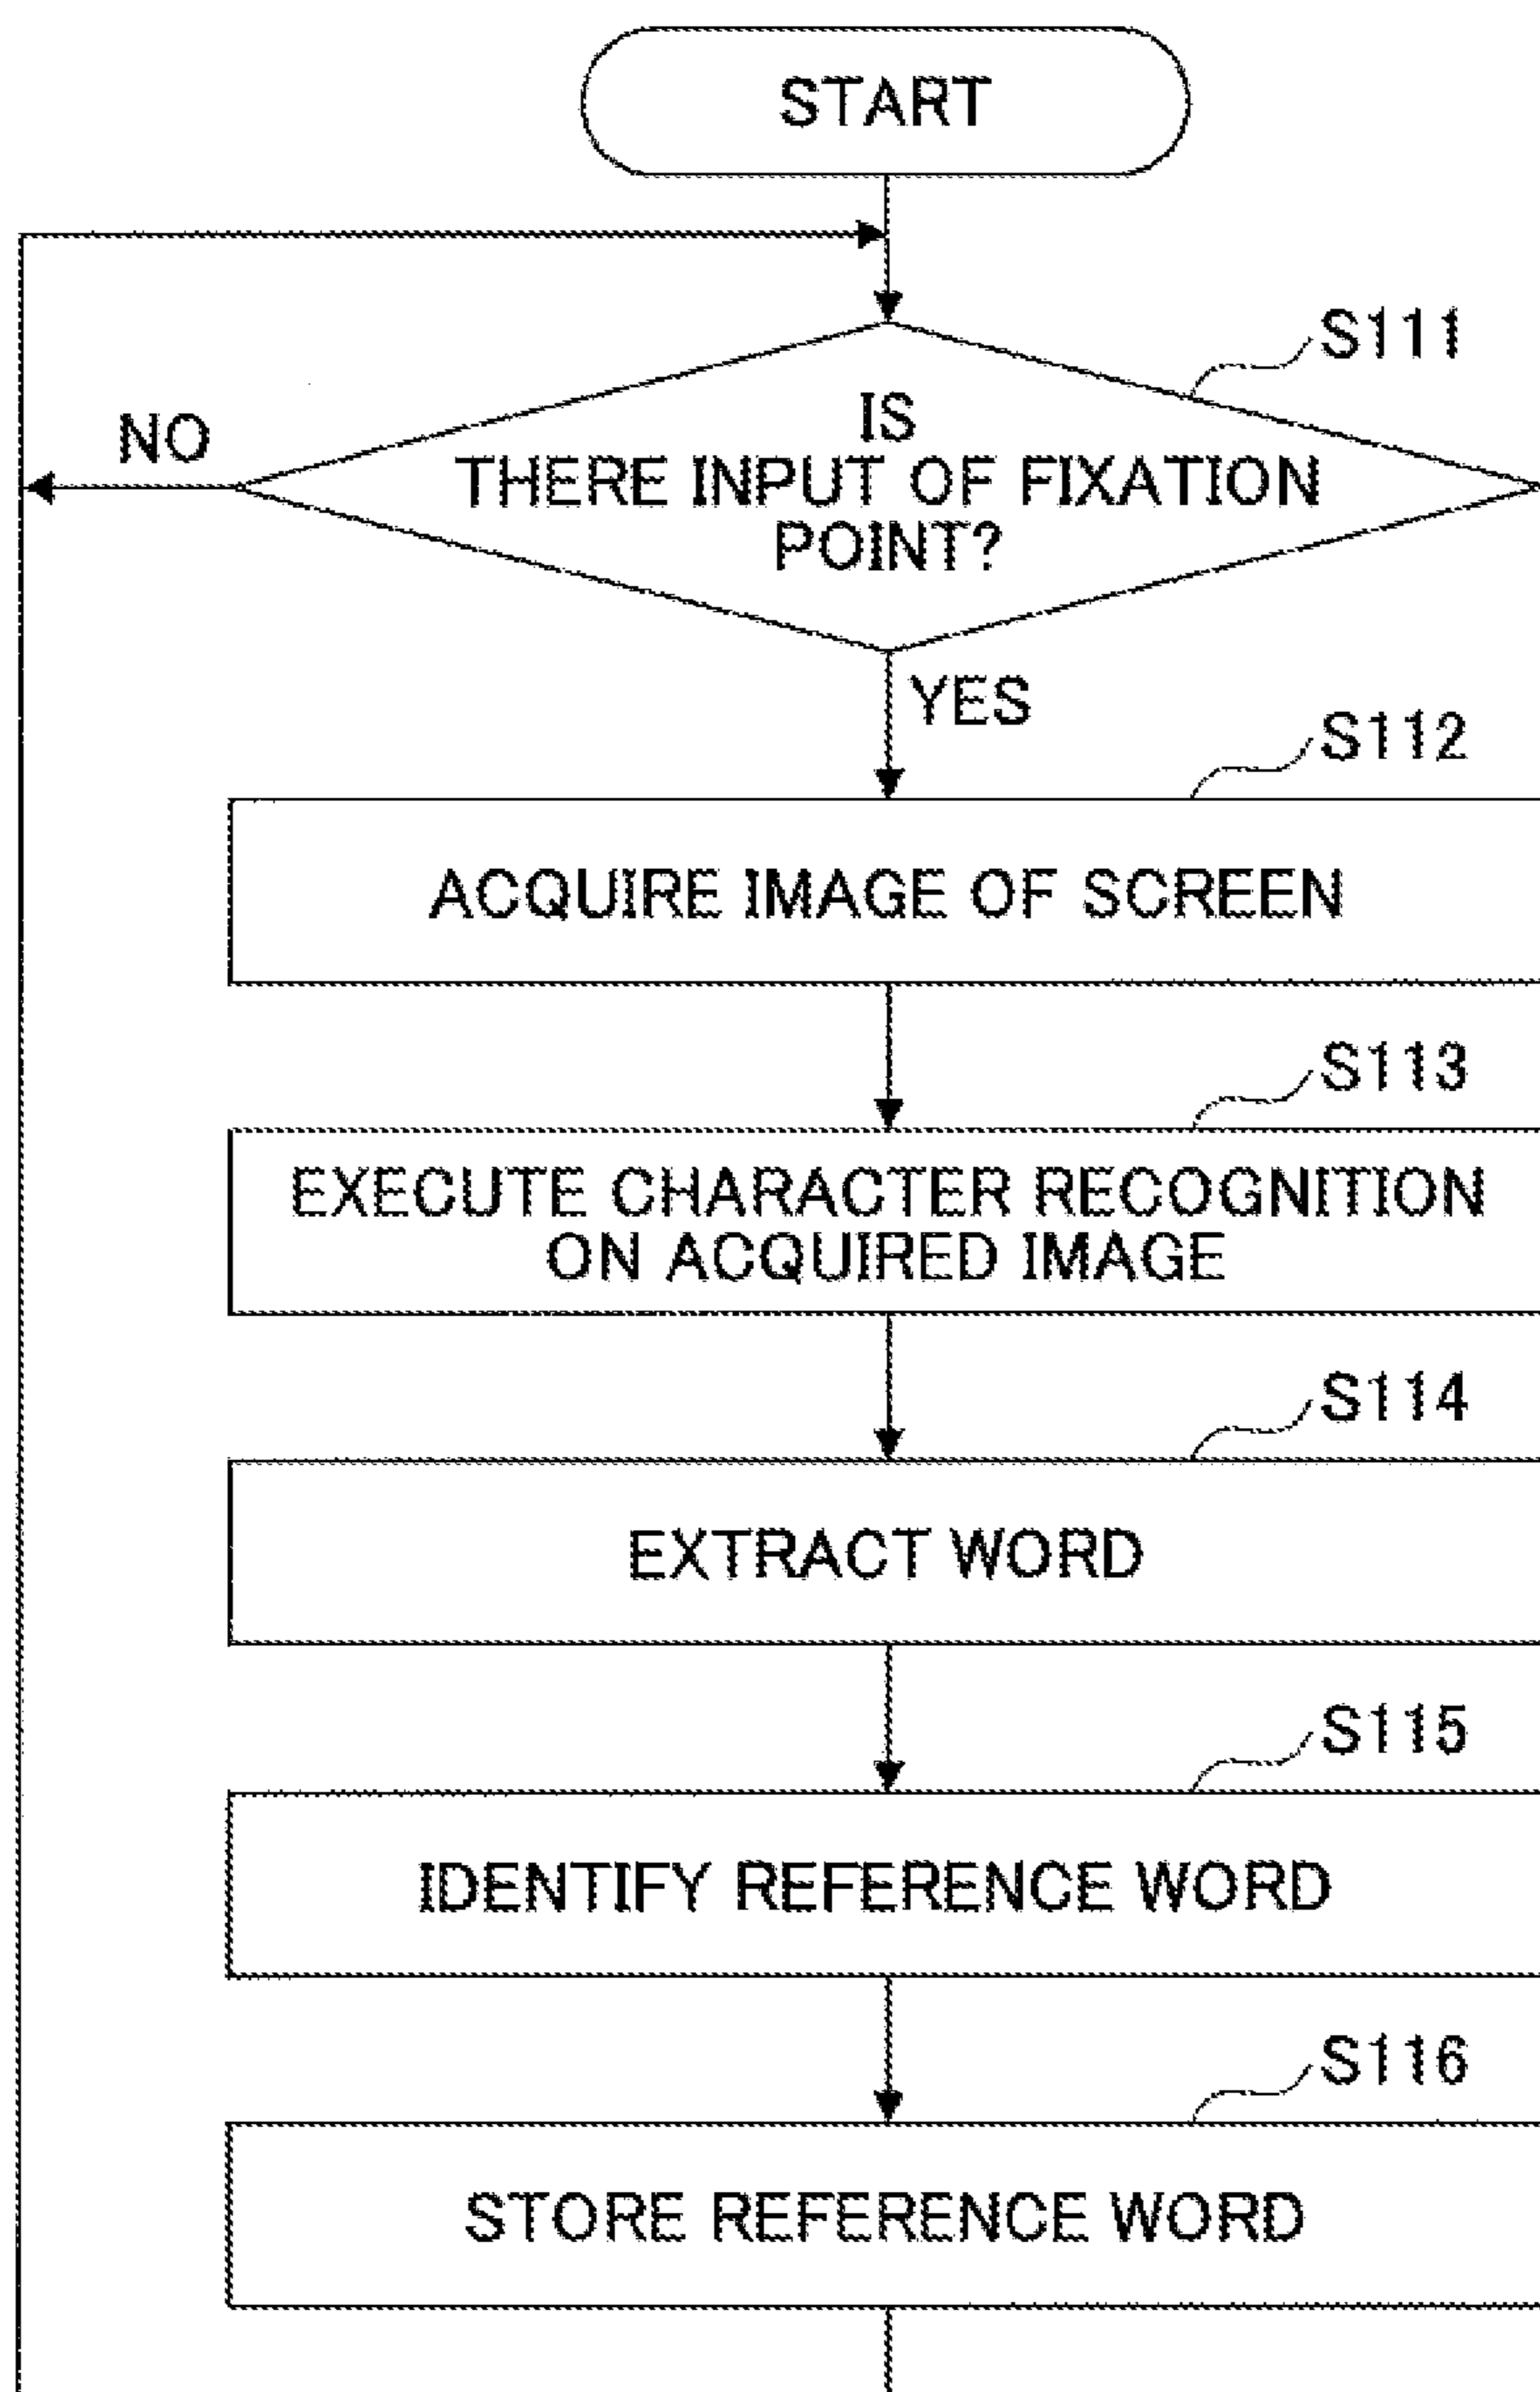 START
S111
IS
THERE INPUT OF FIXATION
POINT?
NO
YES
S112
ACQUIRE IMAGE OF SCREEN
S113
EXECUTE CHARACTER RECOGNITION
ON ACQUIRED IMAGE
S114
EXTRACT WORD
S115
IDENTIFY REFERENCE WORD
S116
STORE REFERENCE WORD